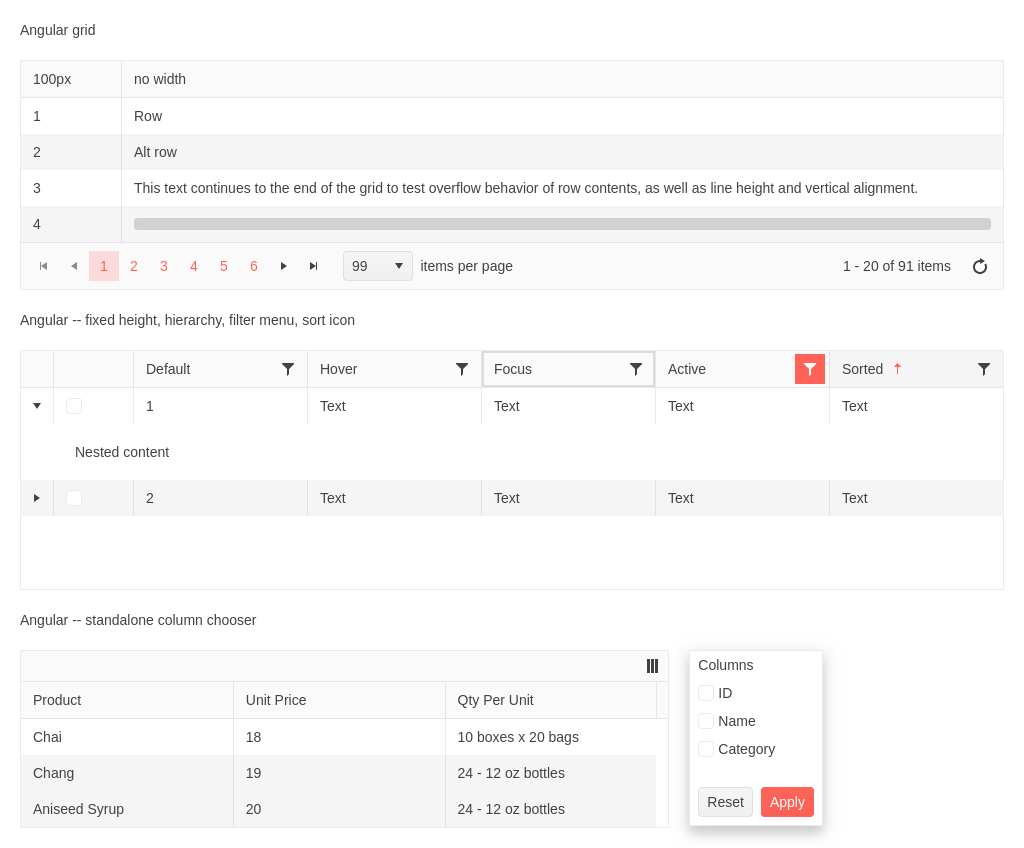 Angular grid
100px no width
1 Row
2 Alt row
3 This text continues to the end of the grid to test overflow behavior of row contents, as well as line height and vertical alignment.
4
1 2 3 4 5 6 99 items per page 1 - 20 of 91 items
Angular -- fixed height, hierarchy, filter menu, sort icon
Default Hover Focus Active Sorted
1 Text Text Text Text
Nested content
2 Text Text Text Text
Angular -- standalone column chooser
Product Unit Price Qty Per Unit
Chai 18 10 boxes x 20 bags
Chang 19 24 - 12 oz bottles
Aniseed Syrup 20 24 - 12 oz bottles
Columns
ID
Name
Category
Reset Apply